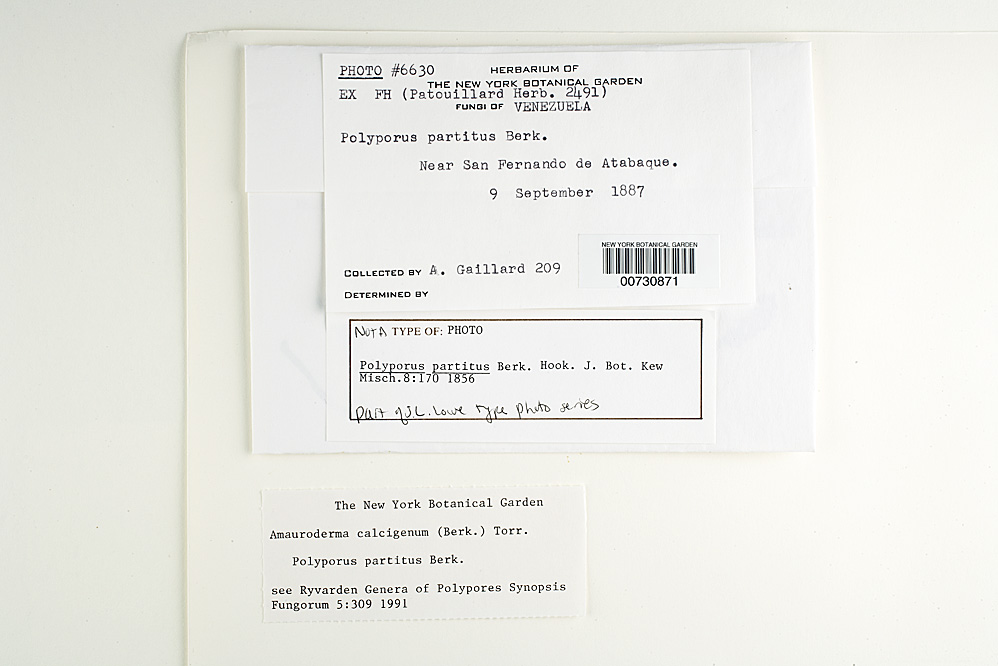 PHOTO #6630 HERBARIUM OF
THE NEW YORK BOTANICAL GARDEN
EX FH (Patouillard Herb. 2491)
FUNGI OF VENEZUELA
Polyporus partitus Berk.
Near San Fernando de Atabaque.
9 September 1887
NEW YORK BOTANICAL GARDEN
00730871
COLLECTED BY A. Gaillard 209
DETERMINED BY
NOT A TYPE OF: PHOTO
Polyporus partitus Berk. Hook. J. Bot. Kew
Misch.8:170 1856
Part of J.L. Lowe type photo series
The New York Botanical Garden
Amauroderma calcigenum (Berk.) Torr.
Polyporus partitus Berk.
see Ryvarden Genera of Polypores Synopsis
Fungorum 5:309 1991